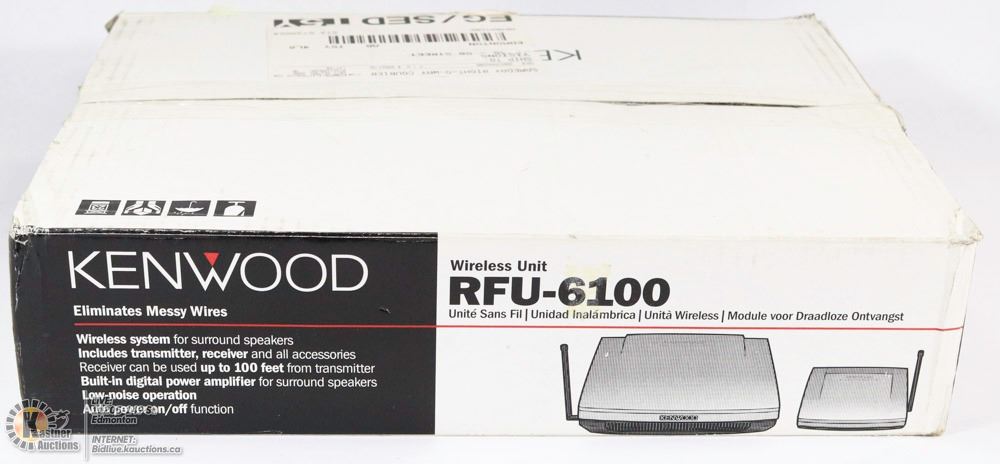 EG/SED
KENWOOD
Eliminates Messy Wires
Wireless system for surround speakers
Includes transmitter, receiver and all accessories
Receiver can be used up to 100 feet from transmitter
Built-in digital power amplifier for surround speakers
Low-noise operation
Auto power on/off function
Wireless Unit
RFU-6100
Unité Sans Fil | Unidad Inalámbrica | Unità Wireless | Module voor Draadloze Ontvangst
KENWOOD
Kastner
Auctions
LIVE:
Edmonton
INTERNET:
Bidlive.kauctions.ca